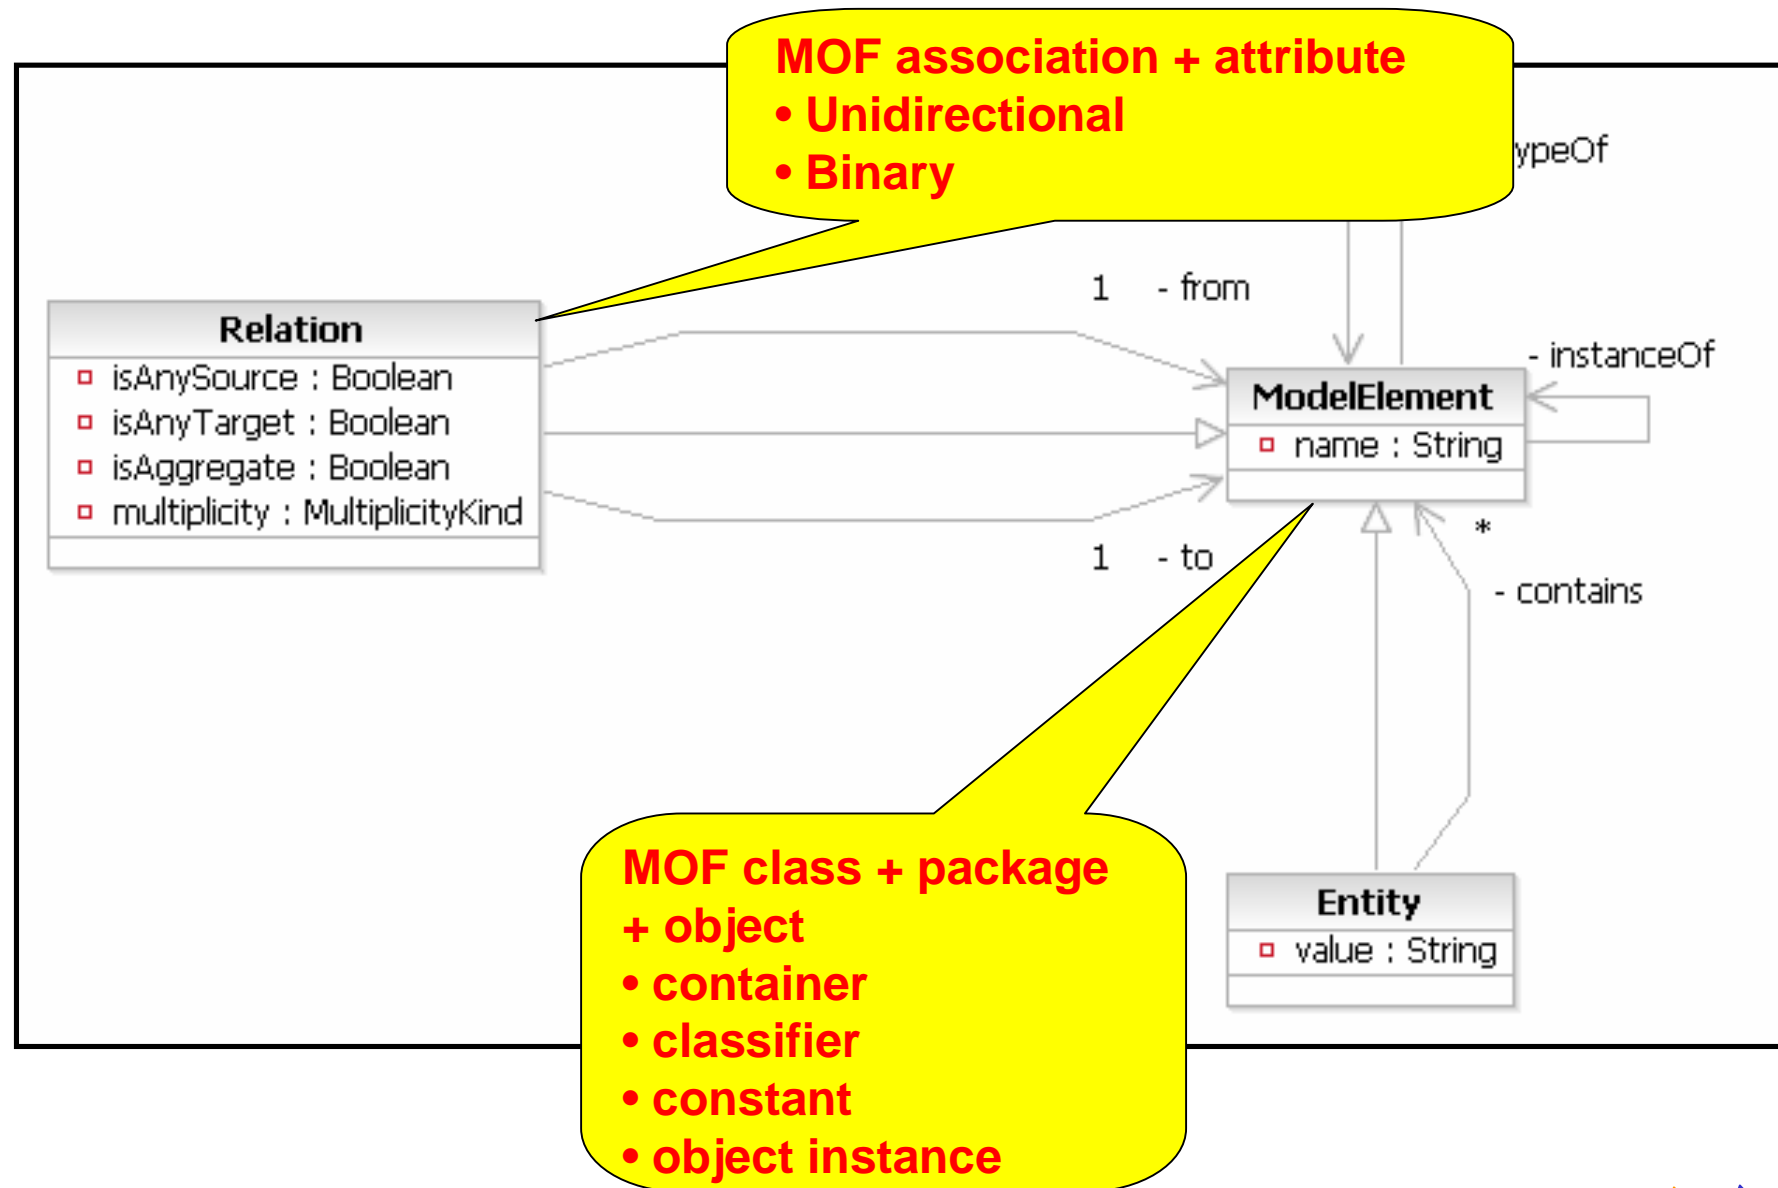 MOF association + attribute
• Unidirectional
• Binary
ypeOf
1 - from
Relation
isAnySource : Boolean
isAnyTarget : Boolean
isAggregate : Boolean
multiplicity : MultiplicityKind
- instanceOf
ModelElement
name : String
1 - to
*
- contains
MOF class + package
+ object
• container
• classifier
• constant
• object instance
Entity
value : String